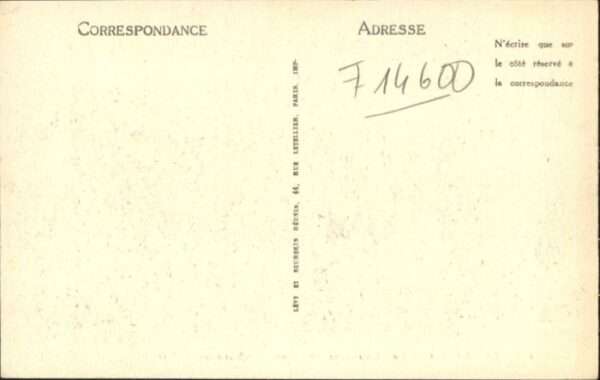 CORRESPONDANCE
ADRESSE
N'écrire que sur
le côté réservé à
la correspondance
F 14600
LÉVY ET NEURDEIN RÉUNIS, 44, RUE LETELLIER, PARIS, IMP.